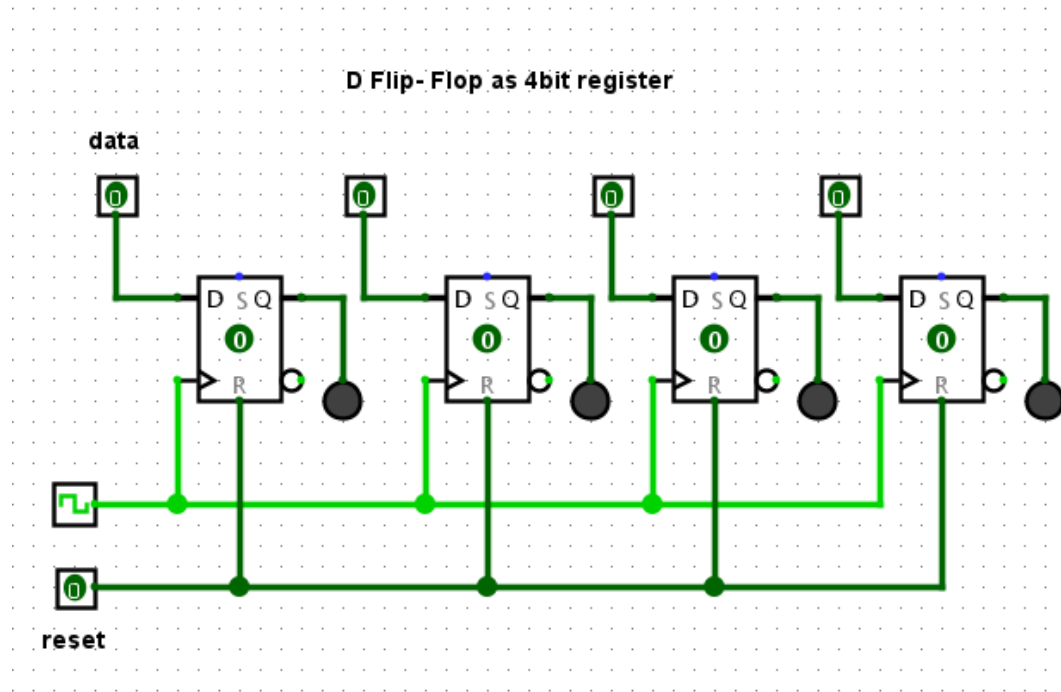 D Flip- Flop as 4bit register
data
0 0 0 0
D S Q D S Q D S Q D S Q
0 0 0 0
R R R R
0
reset